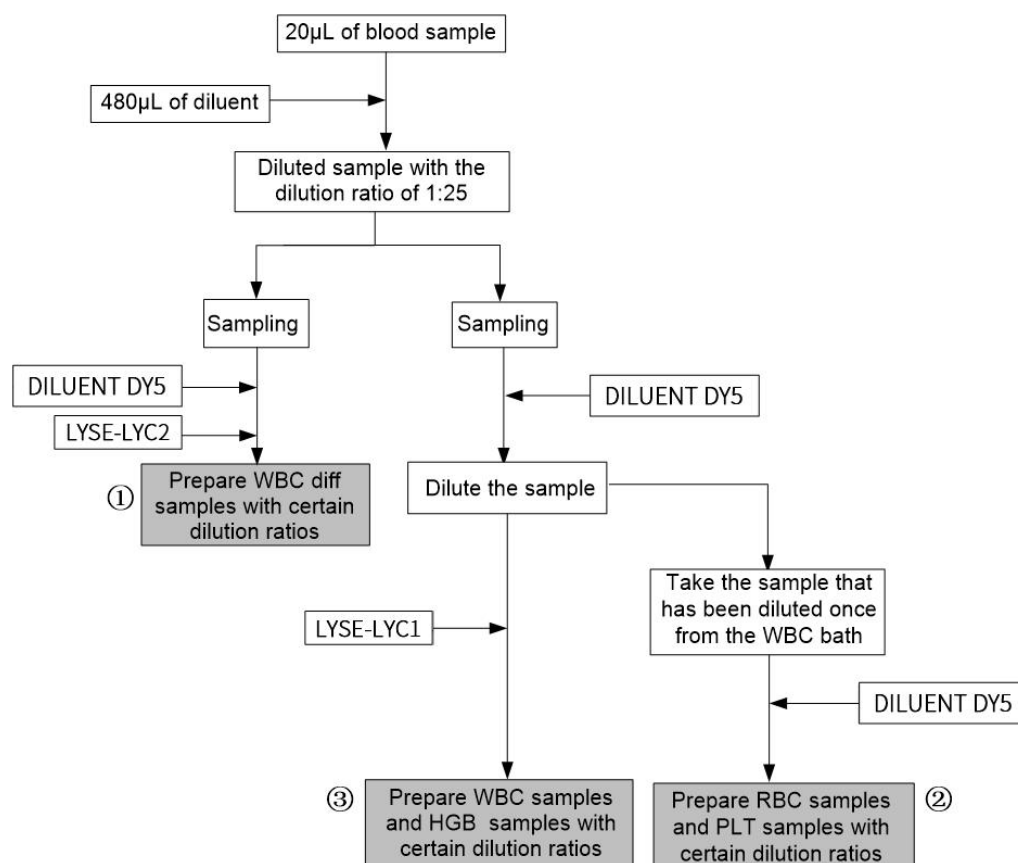 20μL of blood sample
480μL of diluent
Diluted sample with the
dilution ratio of 1:25
Sampling
Sampling
DILUENT DY5
DILUENT DY5
LYSE-LYC2
①
Prepare WBC diff
samples with certain
dilution ratios
Dilute the sample
Take the sample that
has been diluted once
from the WBC bath
LYSE-LYC1
DILUENT DY5
③
Prepare WBC samples
and HGB samples with
certain dilution ratios
Prepare RBC samples
and PLT samples with
certain dilution ratios
②